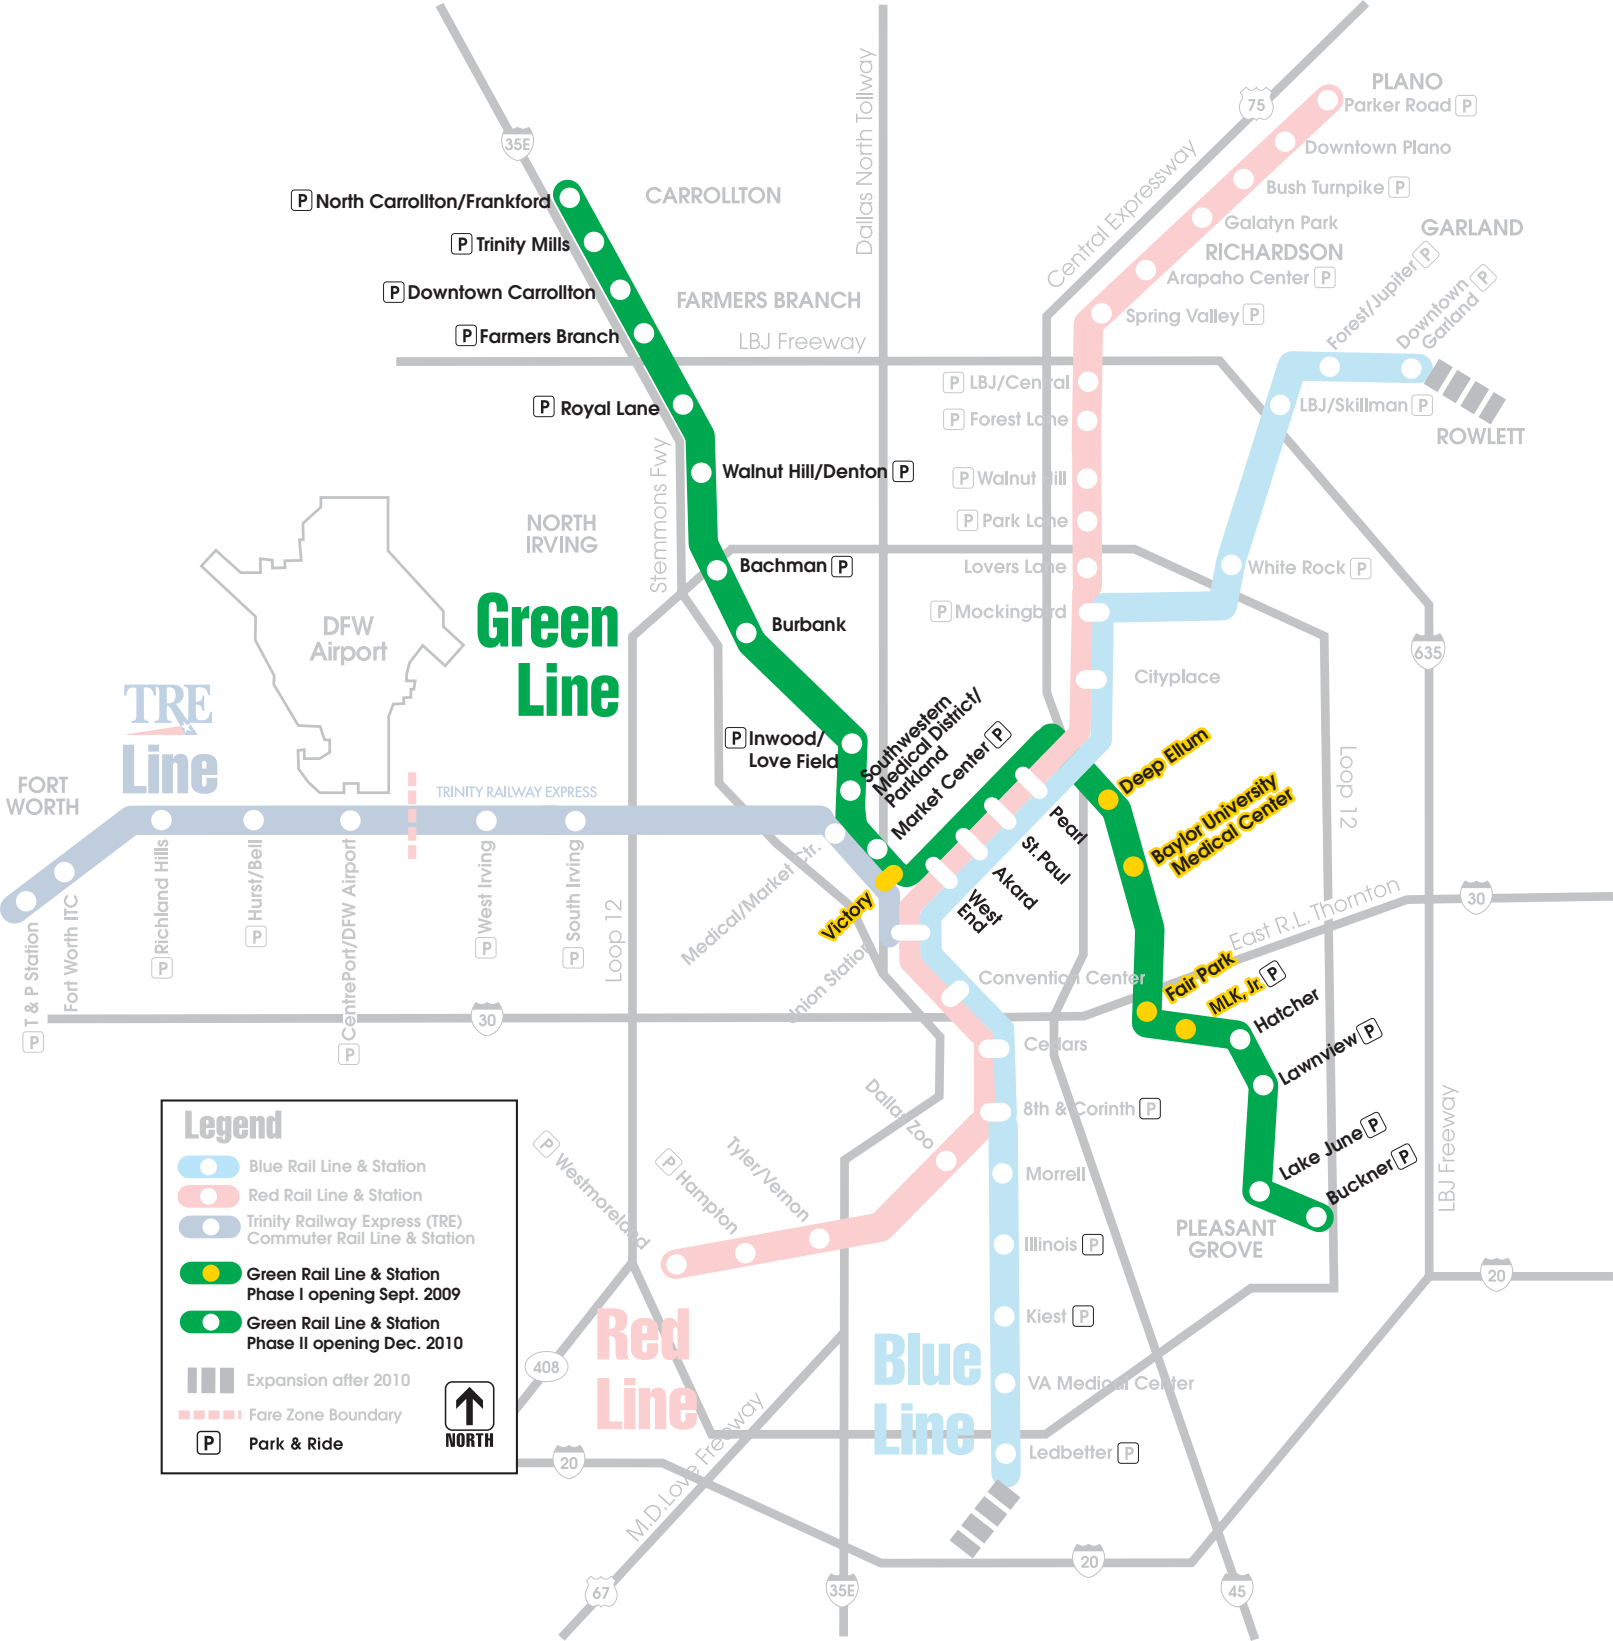 PLANO
Parker Road P
75
Downtown Plano
Bush Turnpike P
Galatyn Park
RICHARDSON
Arapaho Center P
Spring Valley P
Central Expressway
Dallas North Tollway
35E
P North Carrollton/Frankford
CARROLLTON
P Trinity Mills
P Downtown Carrollton
FARMERS BRANCH
P Farmers Branch
LBJ Freeway
P Royal Lane
GARLAND
Forest/Jupiter P
Downtown
Garland P
LBJ/Skillman P
ROWLETT
P LBJ/Central
P Forest Lane
P Walnut Hill
P Park Lane
Lovers Lane
P Mockingbird
White Rock P
Cityplace
635
Stemmons Fwy
Walnut Hill/Denton P
NORTH
IRVING
Bachman P
Burbank
Green
Line
DFW
Airport
TRE
Line
FORT
WORTH
TRINITY RAILWAY EXPRESS
P Inwood/
Love Field
Southwestern
Medical District/
Parkland
Market Center P
Victory
Pearl
St. Paul
Akard
West
End
Deep Ellum
Baylor University
Medical Center
Loop 12
East R.L. Thornton
30
Fair Park
MLK, Jr. P
Hatcher
Lawnview P
Lake June P
Buckner P
PLEASANT
GROVE
LBJ Freeway
P T & P Station
Fort Worth ITC
P Richland Hills
P Hurst/Bell
P CentrePort/DFW Airport
P West Irving
P South Irving
Loop 12
Medical/Market Ctr.
Union Station
Convention Center
30
Cedars
8th & Corinth P
Dallas Zoo
Tyler/Vernon
P Hampton
P Westmoreland
Morrell
Illinois P
Kiest P
VA Medical Center
Ledbetter P
Red
Line
Blue
Line
Legend
Blue Rail Line & Station
Red Rail Line & Station
Trinity Railway Express (TRE)
Commuter Rail Line & Station
Green Rail Line & Station
Phase I opening Sept. 2009
Green Rail Line & Station
Phase II opening Dec. 2010
Expansion after 2010
Fare Zone Boundary
P Park & Ride
NORTH
408
20
M.D.Love Freeway
67
35E
20
45
20